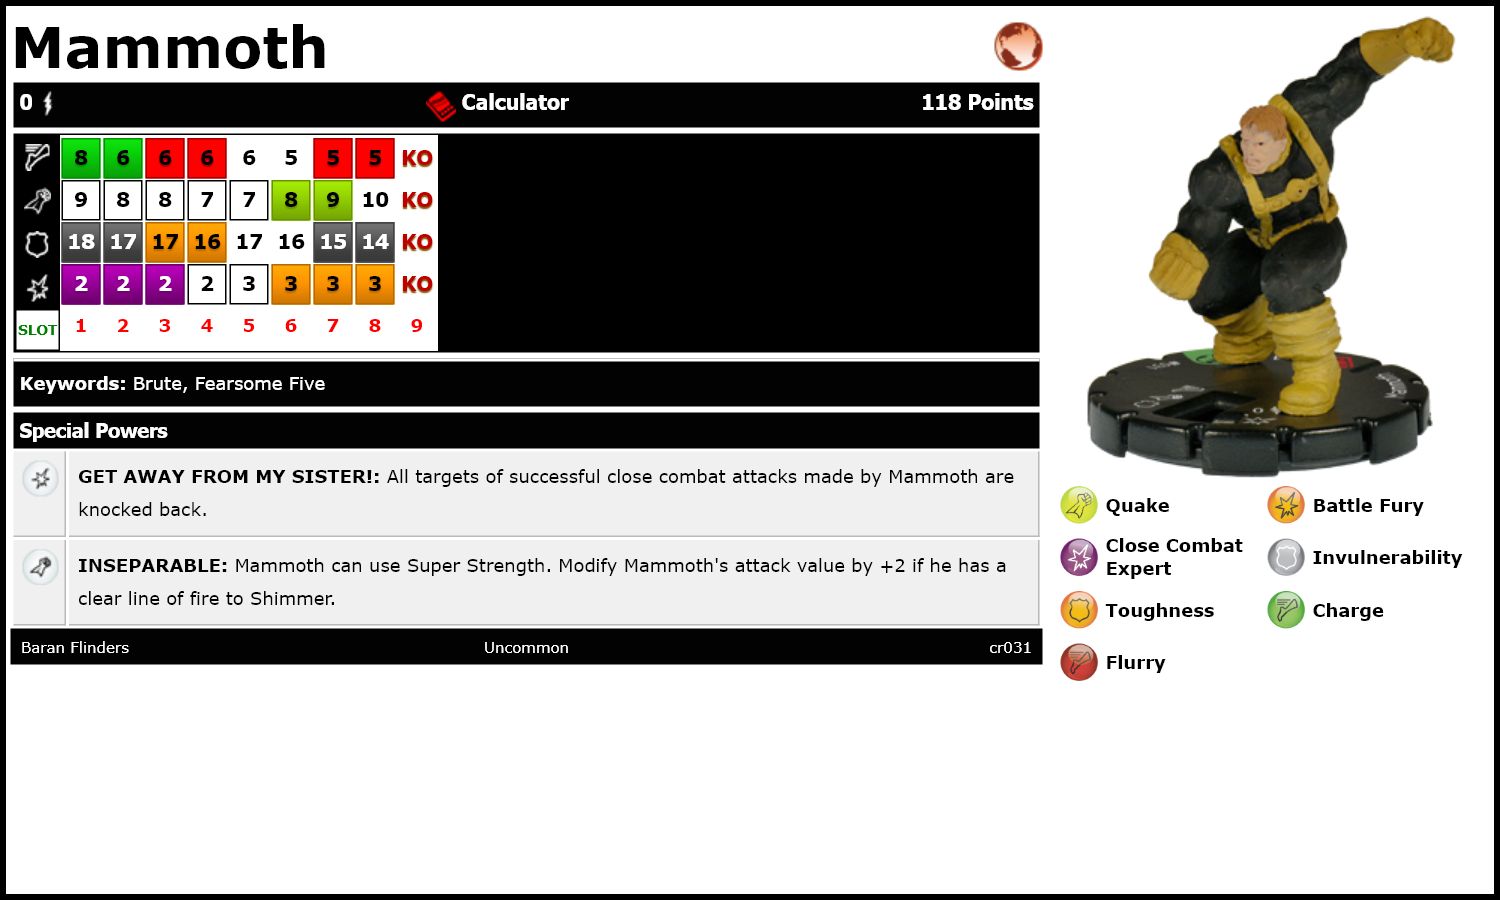 Mammoth
0 Calculator 118 Points
8 6 6 6 6 5 5 5 KO
9 8 8 7 7 8 9 10 KO
18 17 17 16 17 16 15 14 KO
2 2 2 2 3 3 3 3 KO
SLOT 1 2 3 4 5 6 7 8 9
Keywords: Brute, Fearsome Five
Special Powers
GET AWAY FROM MY SISTER!: All targets of successful close combat attacks made by Mammoth are
knocked back.
INSEPARABLE: Mammoth can use Super Strength. Modify Mammoth's attack value by +2 if he has a
clear line of fire to Shimmer.
Baran Flinders Uncommon cr031
Quake Battle Fury
Close Combat
Expert
Invulnerability
Toughness Charge
Flurry